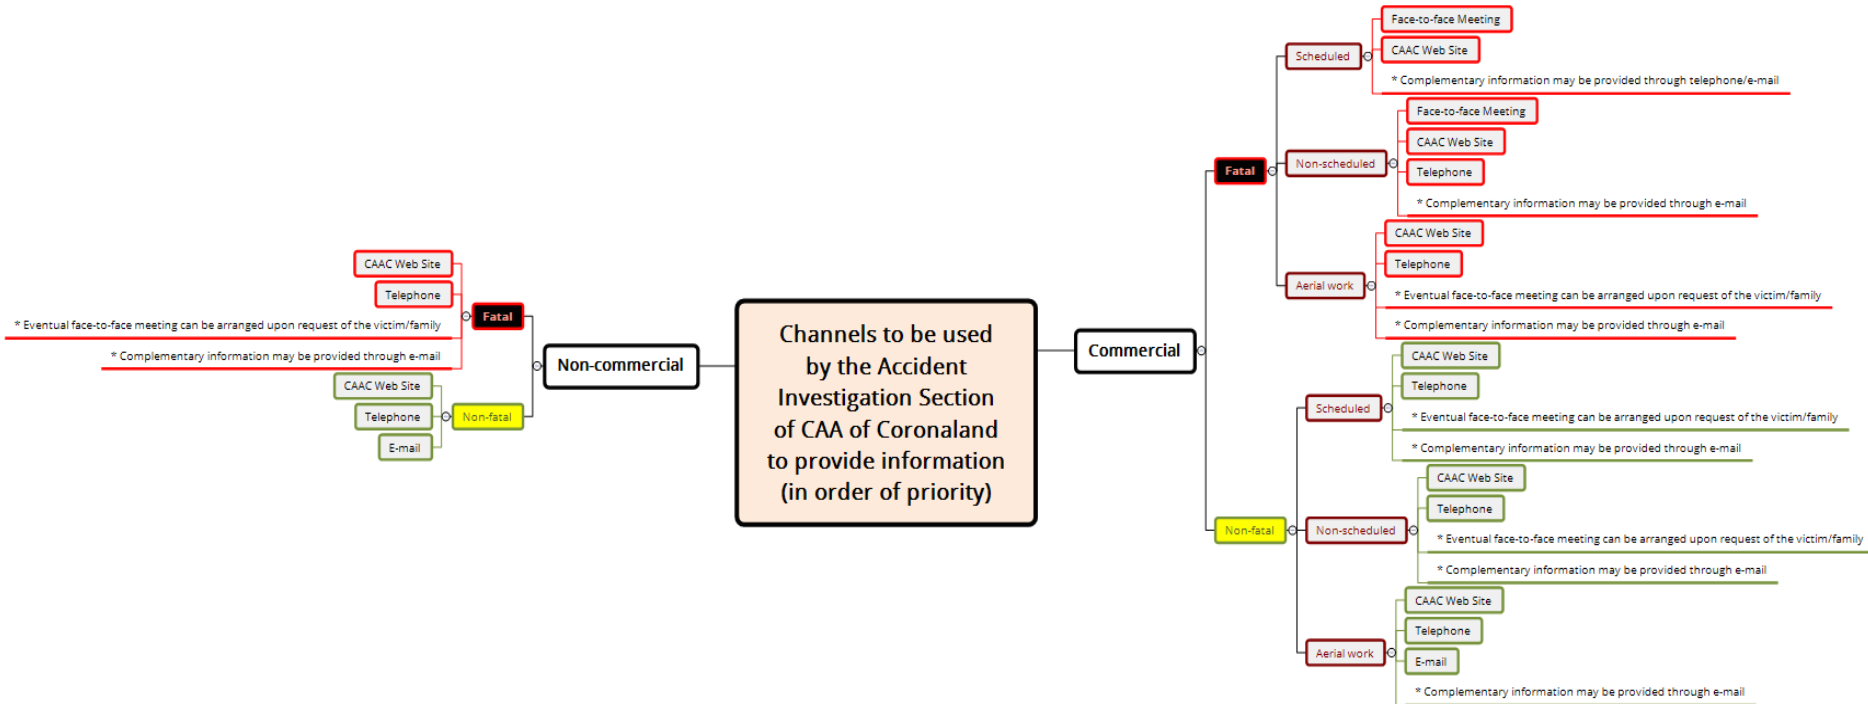 Channels to be used
by the Accident
Investigation Section
of CAA of Coronaland
to provide information
(in order of priority)
Commercial
Fatal
Scheduled
Face-to-face Meeting
CAAC Web Site
* Complementary information may be provided through telephone/e-mail
Non-scheduled
Face-to-face Meeting
CAAC Web Site
Telephone
* Complementary information may be provided through e-mail
Aerial work
CAAC Web Site
Telephone
* Eventual face-to-face meeting can be arranged upon request of the victim/family
* Complementary information may be provided through e-mail
Non-fatal
Scheduled
CAAC Web Site
Telephone
* Eventual face-to-face meeting can be arranged upon request of the victim/family
* Complementary information may be provided through e-mail
Non-scheduled
CAAC Web Site
Telephone
* Eventual face-to-face meeting can be arranged upon request of the victim/family
* Complementary information may be provided through e-mail
Aerial work
CAAC Web Site
Telephone
E-mail
* Complementary information may be provided through e-mail
Non-commercial
Fatal
CAAC Web Site
Telephone
* Eventual face-to-face meeting can be arranged upon request of the victim/family
* Complementary information may be provided through e-mail
Non-fatal
CAAC Web Site
Telephone
E-mail